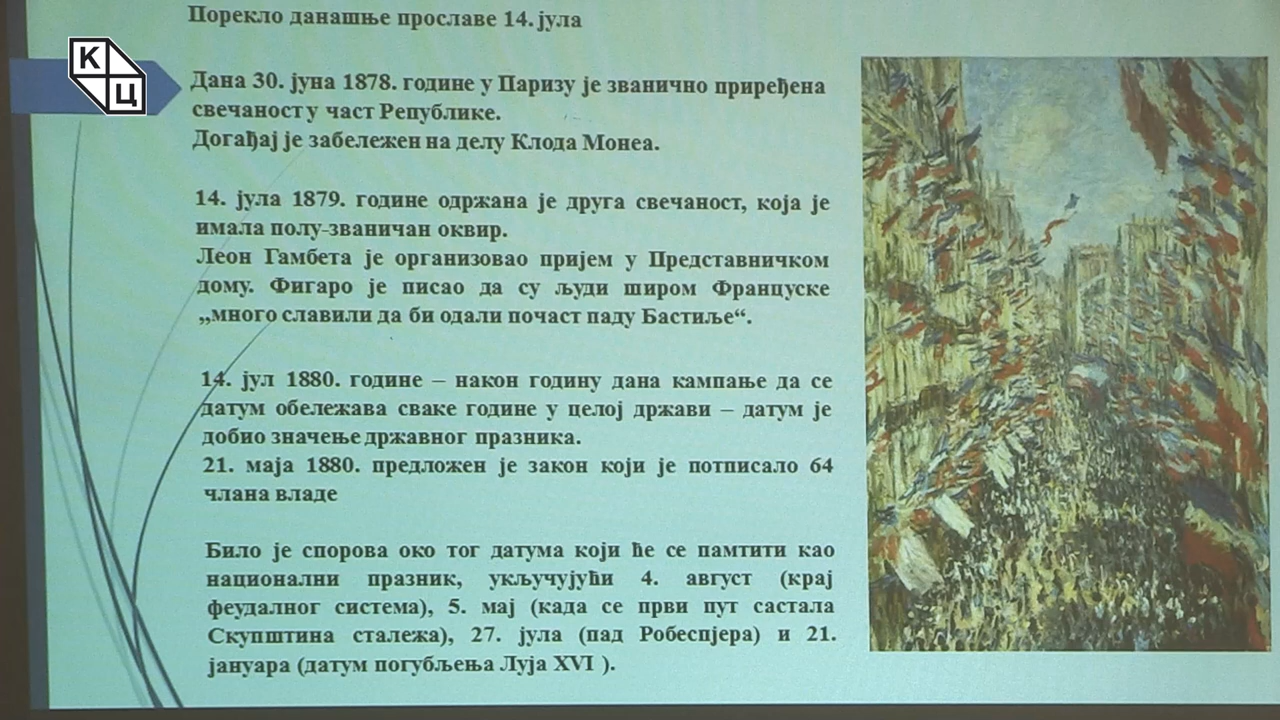 Порекло данашње прославе 14. јула
К
Ц
Дана 30. јуна 1878. године у Паризу је званично приређена
свечаност у част Републике.
Догађај је забележен на делу Клода Монеа.
14. јула 1879. године одржана је друга свечаност, која је
имала полу-званичан оквир.
Леон Гамбета је организовао пријем у Представничком
дому. Фигаро је писао да су људи широм Француске
„много славили да би одали почаст паду Бастиље“.
14. јул 1880. године – након годину дана кампање да се
датум обележава сваке године у целој држави – датум је
добио значење државног празника.
21. маја 1880. предложен је закон који је потписало 64
члана владе
Било је спорова око тог датума који ће се памтити као
национални празник, укључујући 4. август (крај
феудалног система), 5. мај (када се први пут састала
Скупштина сталежа), 27. јула (пад Робеспјера) и 21.
јануара (датум погубљења Луја XVI ).